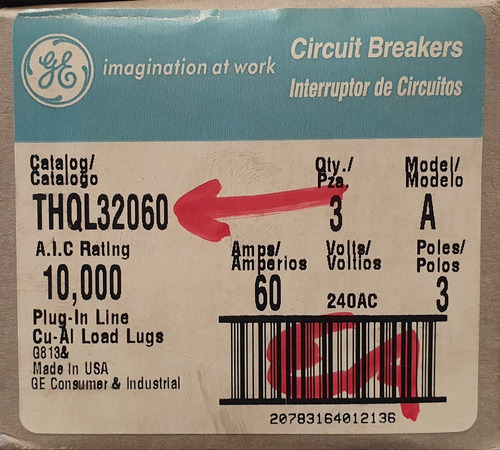 GE imagination at work
Circuit Breakers
Interruptor de Circuitos
Catalog/ Qty./ Model/
Catalogo Pza. Modelo
THQL32060 3 A
A.I.C Rating Amps/ Volts/ Poles/
Amperios Voltios Polos
10,000 60 240AC 3
Plug-In Line
Cu-Al Load Lugs
G813&
Made In USA
GE Consumer & Industrial
20783164012136